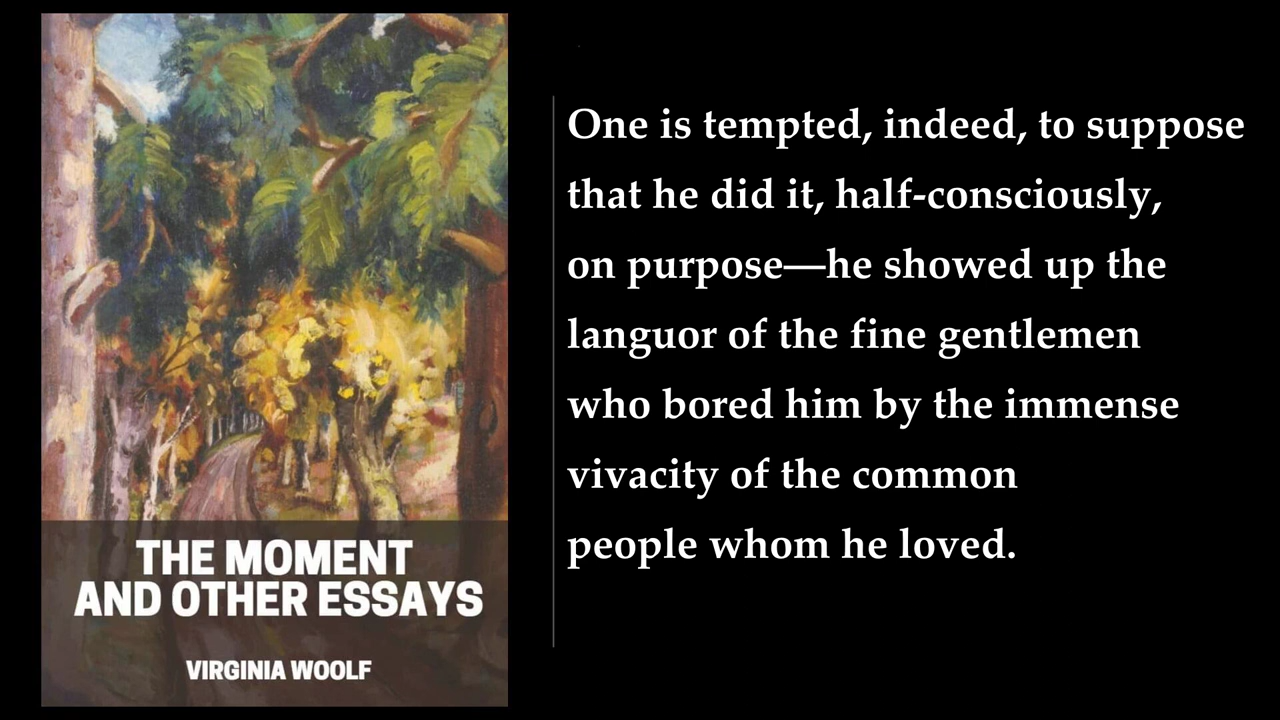 THE MOMENT
AND OTHER ESSAYS
VIRGINIA WOOLF
One is tempted, indeed, to suppose
that he did it, half-consciously,
on purpose—he showed up the
languor of the fine gentlemen
who bored him by the immense
vivacity of the common
people whom he loved.